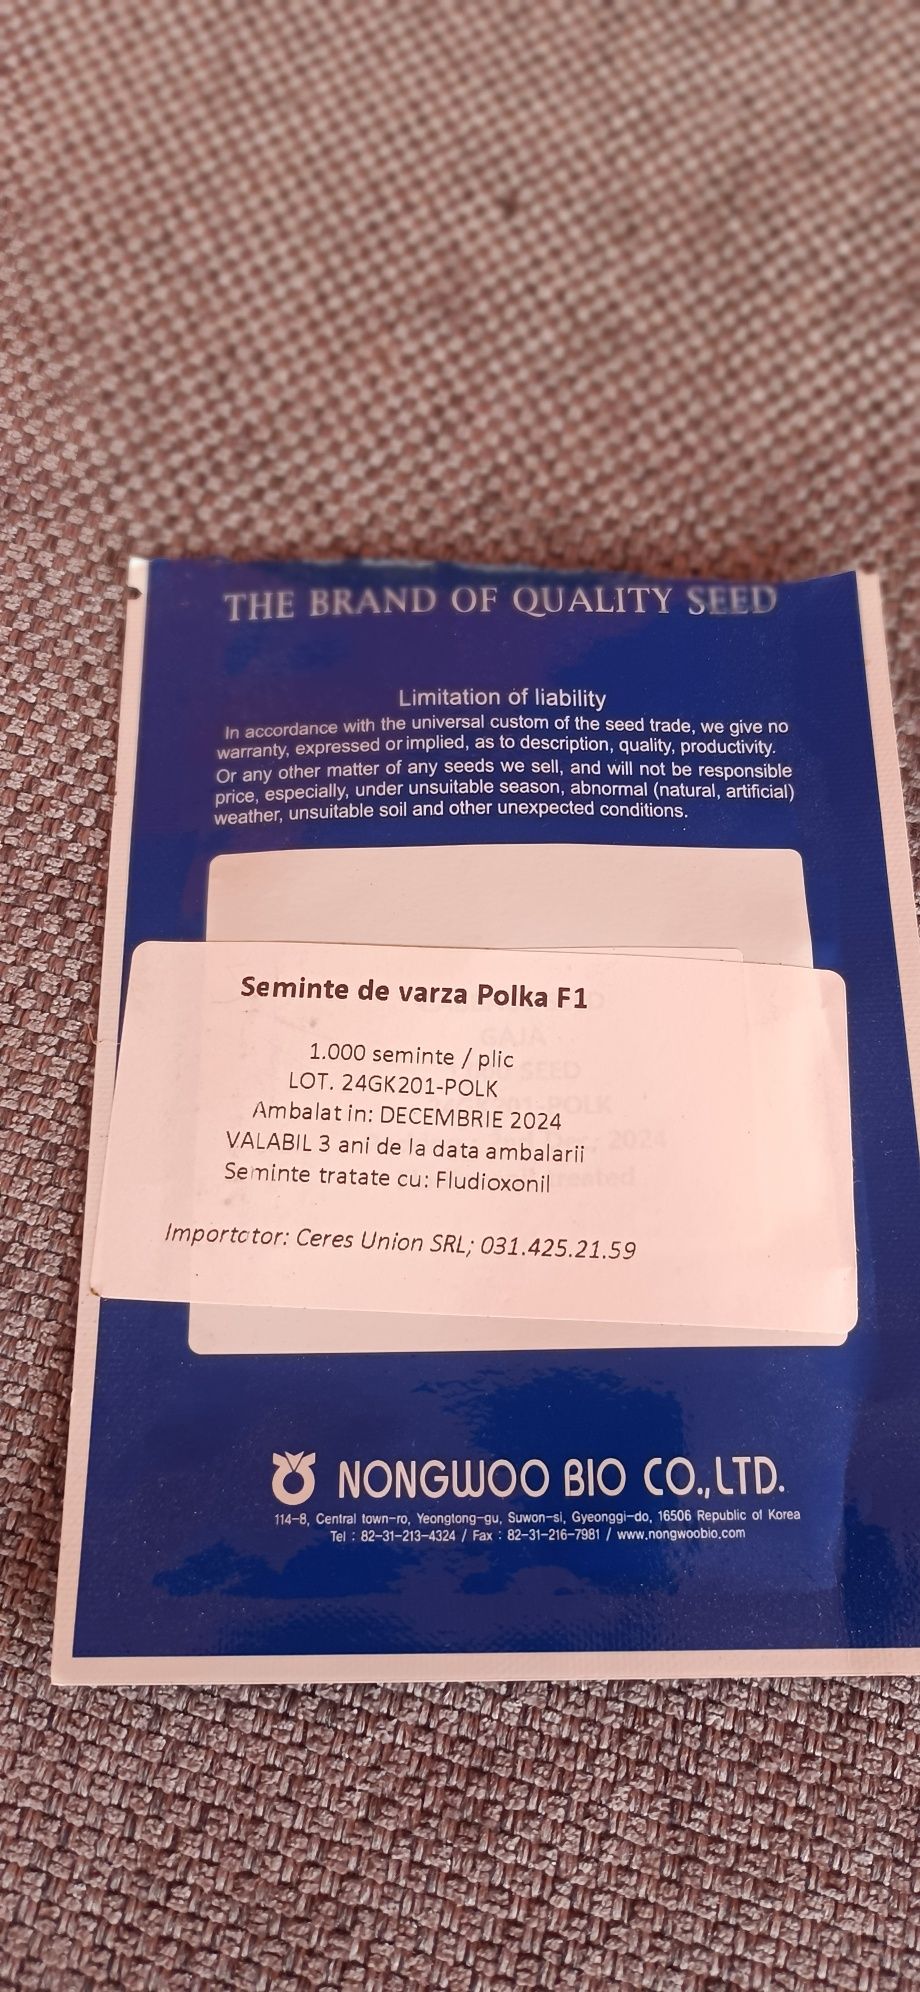 THE BRAND OF QUALITY SEED
Limitation of liability
In accordance with the universal custom of the seed trade, we give no
warranty, expressed or implied, as to description, quality, productivity.
Or any other matter of any seeds we sell, and will not be responsible
price, especially, under unsuitable season, abnormal (natural, artificial)
weather, unsuitable soil and other unexpected conditions.
Seminte de varza Polka F1
1.000 seminte / plic
LOT. 24GK201-POLK
Ambalat in: DECEMBRIE 2024
VALABIL 3 ani de la data ambalarii
Seminte tratate cu: Fludioxonil
Importator: Ceres Union SRL; 031.425.21.59
NONGWOO BIO CO., LTD.
114-8, Central town-ro, Yeongtong-gu, Suwon-si, Gyeonggi-do, 16506 Republic of Korea
Tel : 82-31-213-4324 / Fax : 82-31-216-7981 / www.nongwoobio.com